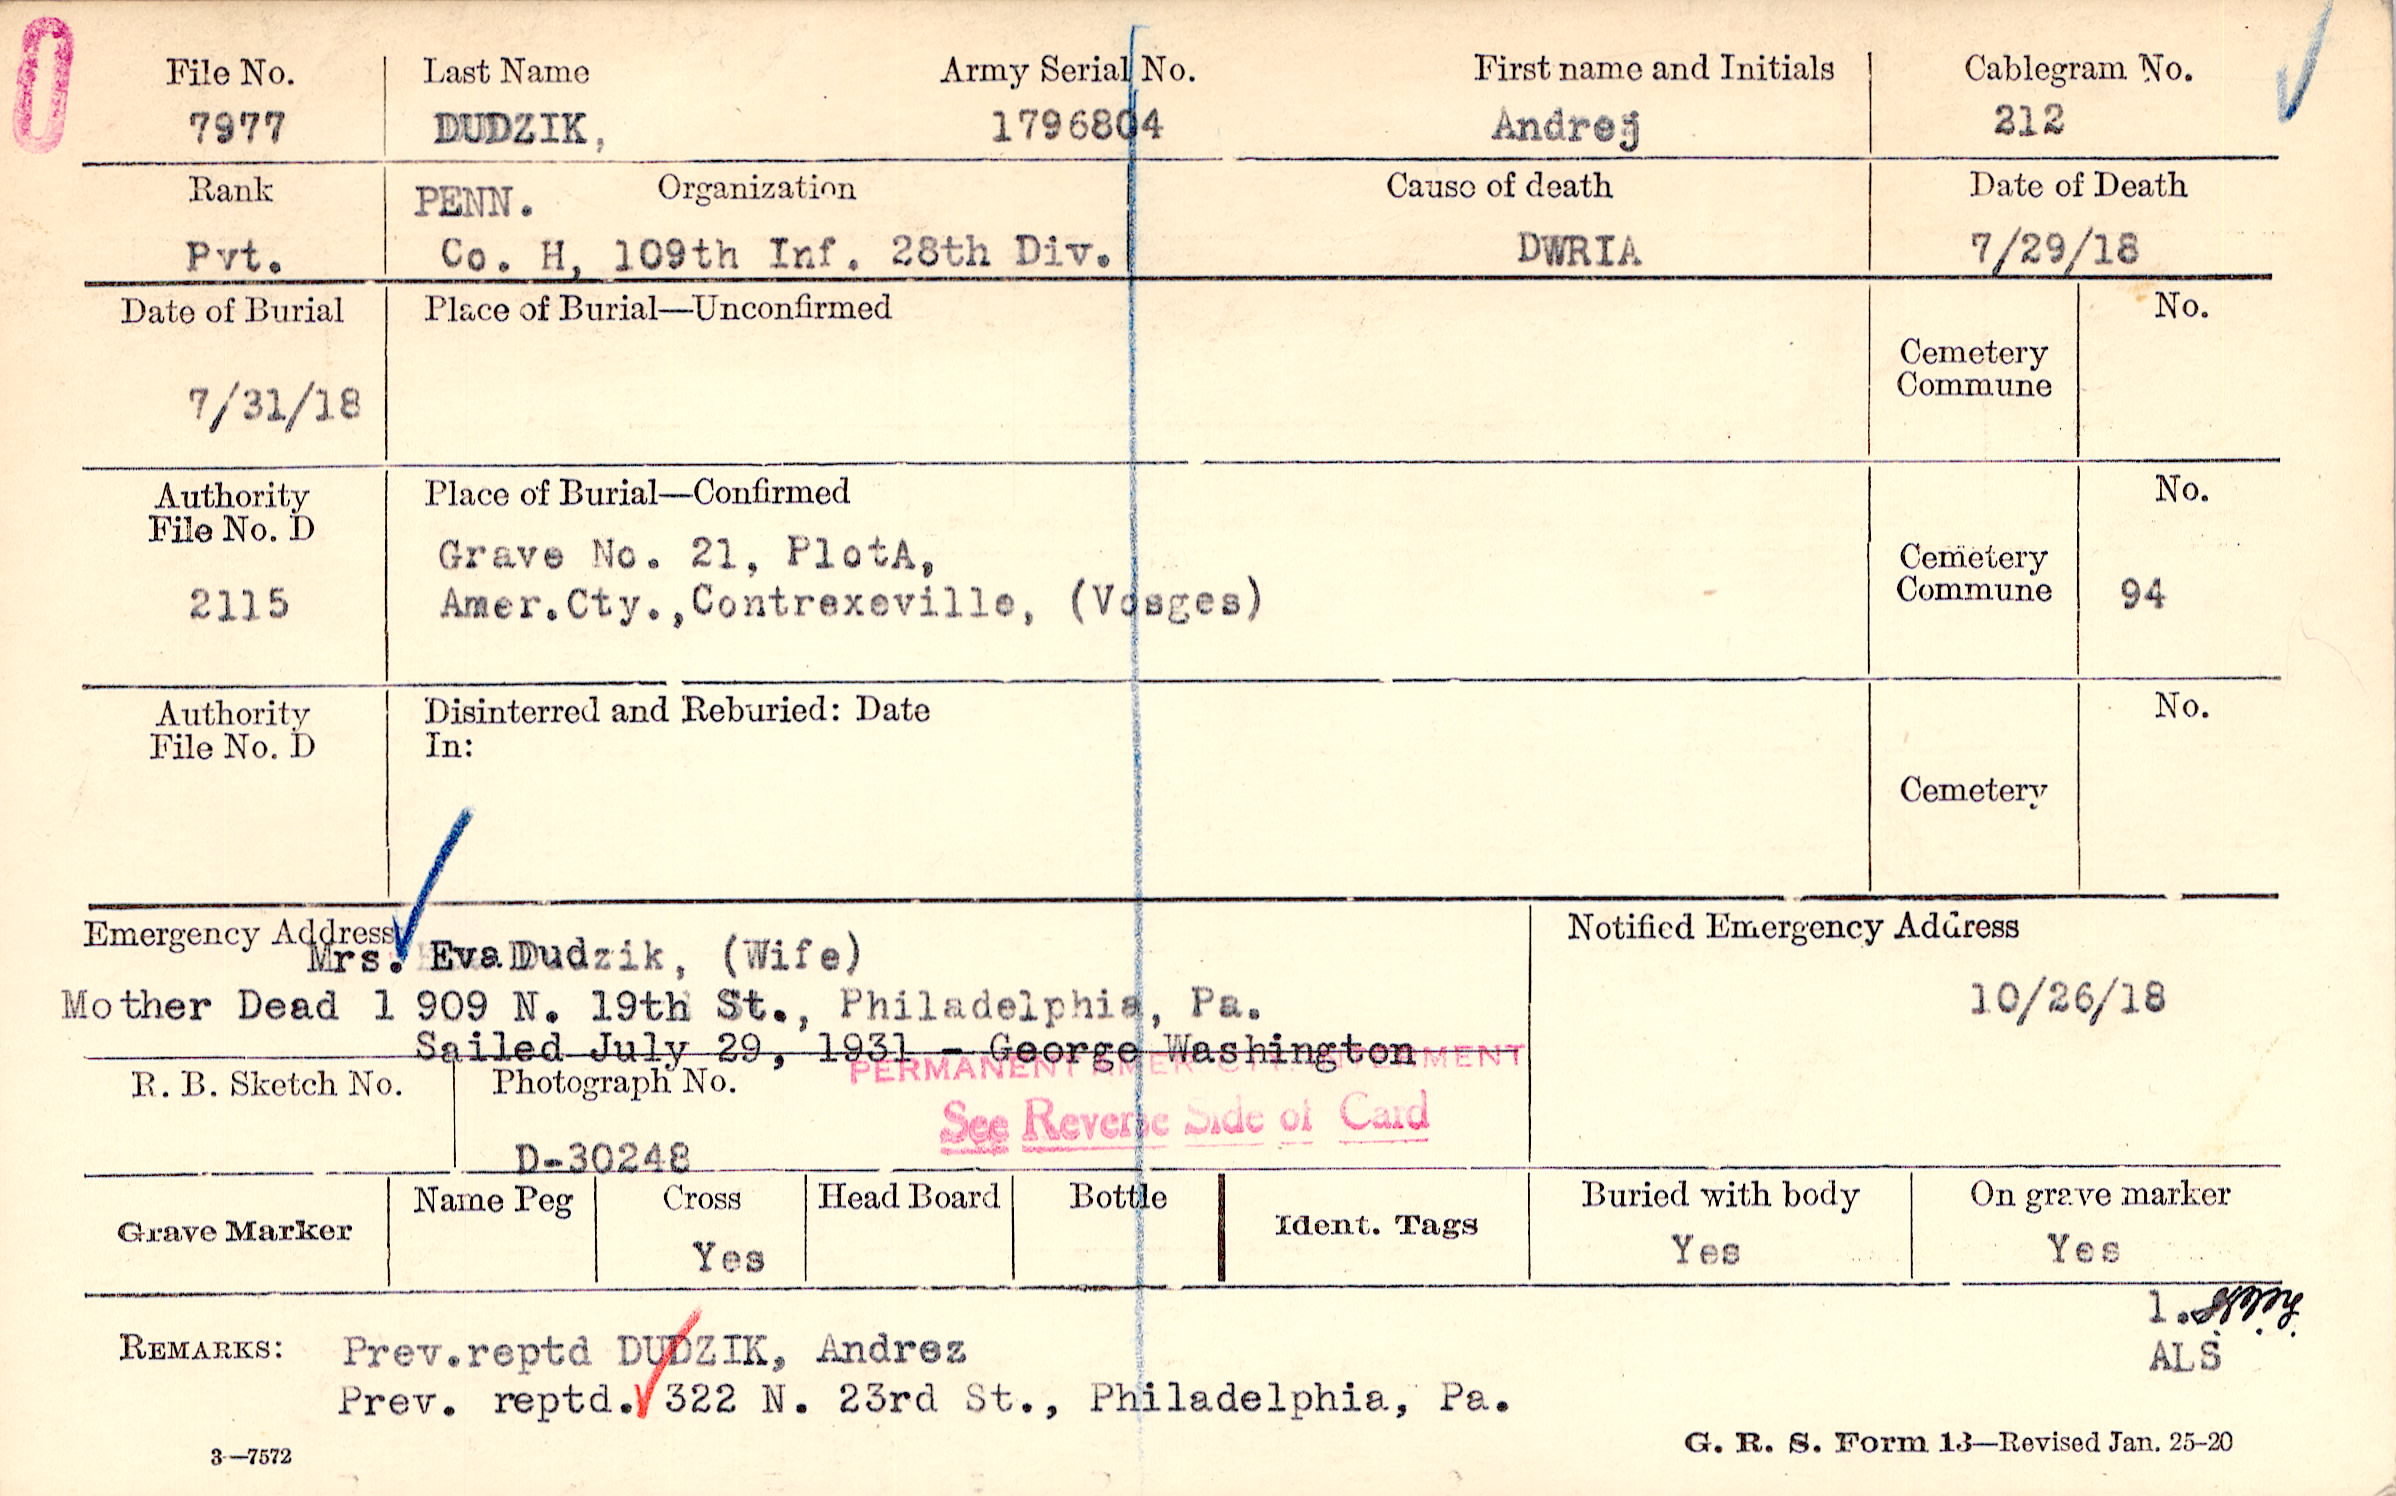 File No. Last Name Army Serial No. First name and Initials Cablegram No.
7977 DUDZIK, 1796804 Andrej 212
Rank PENN. Organization Cause of death Date of Death
Pvt. Co. H, 109th Inf. 28th Div. DWRIA 7/29/18
Date of Burial Place of Burial—Unconfirmed No.
Cemetery
Commune
7/31/18
Authority Place of Burial—Confirmed No.
File No. D
Grave No. 21, PlotA,
Cemetery
2115 Amer.Cty.,Contrexeville, (Vosges) Commune 94
Authority Disinterred and Reburied: Date No.
File No. D In:
Cemetery
Emergency Address Notified Emergency Address
Mrs. Eva Dudzik, (Wife)
Mother Dead 1 909 N. 19th St., Philadelphia, Pa. 10/26/18
Sailed July 29, 1931 - George Washington
PERMANENT AMER
R. B. Sketch No. Photograph No.
See Reverse Side of Card
D-30248
Name Peg Cross Head Board Bottle Buried with body On grave marker
Grave Marker Ident. Tags
Yes Yes Yes
1.
REMARKS: Prev.reptd DUDZIK, Andrez ALS
Prev. reptd. 322 N. 23rd St., Philadelphia, Pa.
3—7572 G. R. S. Form 13—Revised Jan. 25-20